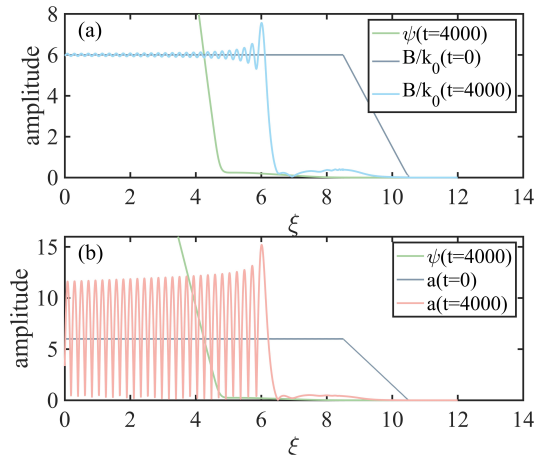 (a)
ψ(t=4000)
B/k0(t=0)
B/k0(t=4000)
amplitude
8
6
4
2
0
0 2 4 6 8 10 12 14
ξ
(b)
ψ(t=4000)
a(t=0)
a(t=4000)
amplitude
15
10
5
0
0 2 4 6 8 10 12 14
ξ